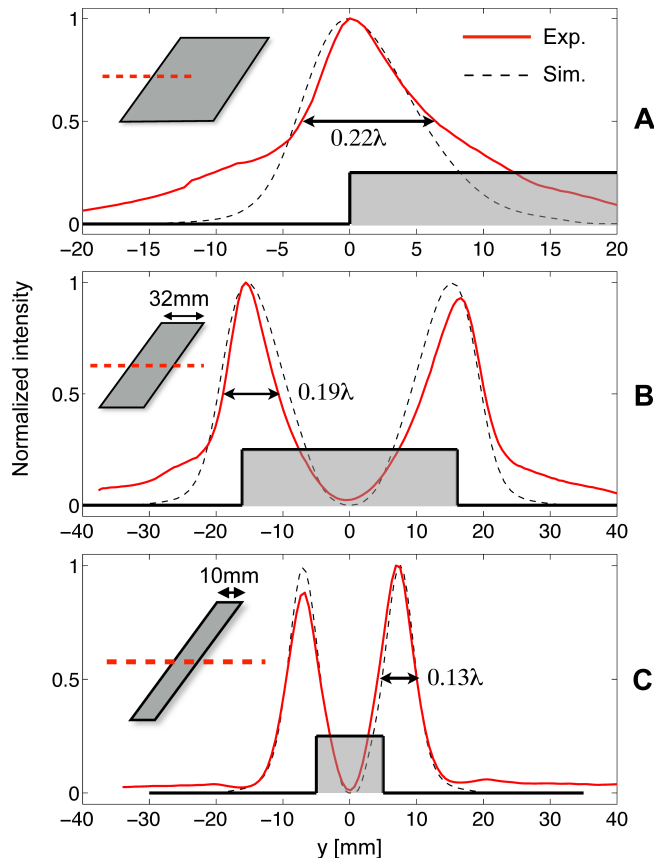 1
0.5
0
Exp.
Sim.
0.22λ
A
−20 −15 −10 −5 0 5 10 15 20
Normalized intensity
1
0.5
0
32mm
0.19λ
B
−40 −30 −20 −10 0 10 20 30 40
1
0.5
0
10mm
0.13λ
C
−40 −30 −20 −10 0 10 20 30 40
y [mm]